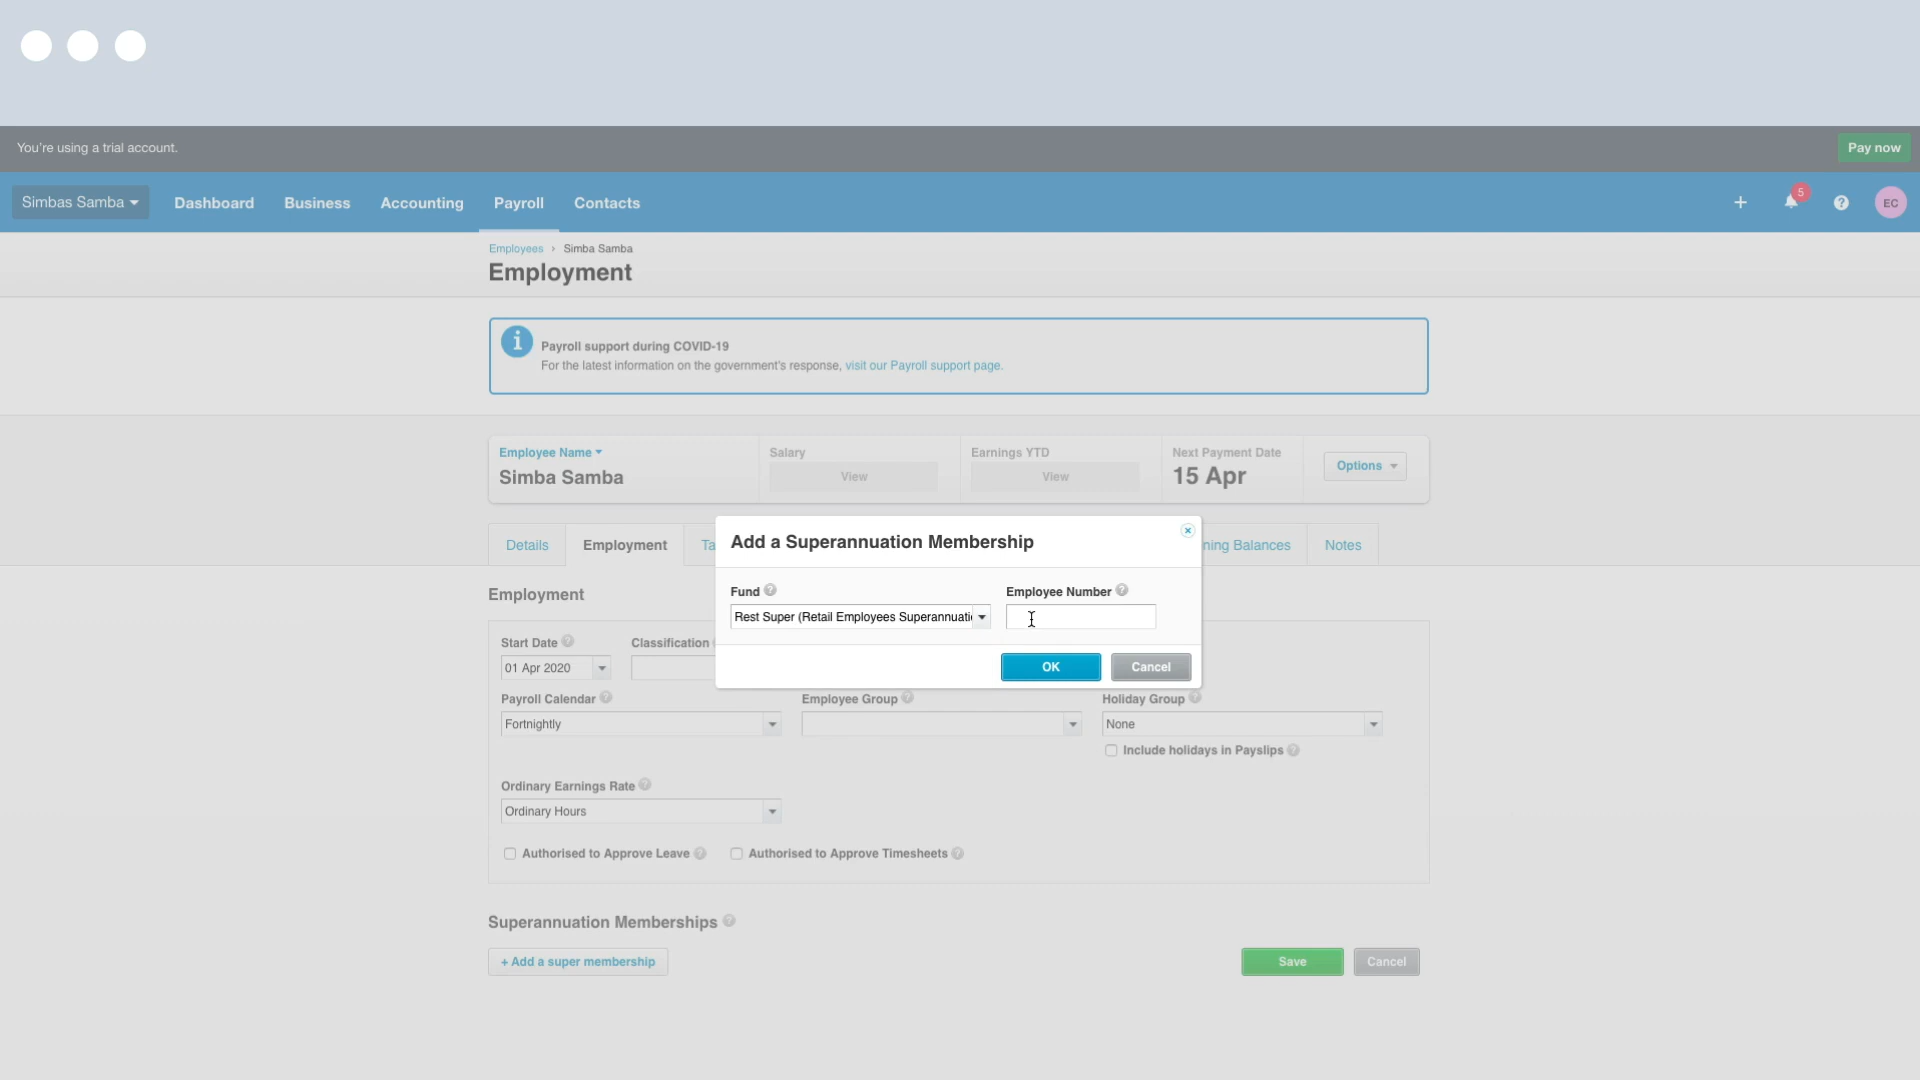 You're using a trial account.
Pay now
Simbas Samba
Dashboard
Business
Accounting
Payroll
Contacts
5
EC
Employees › Simba Samba
Employment
Payroll support during COVID-19
For the latest information on the government's response, visit our Payroll support page.
Employee Name
Simba Samba
Salary
View
Earnings YTD
View
Next Payment Date
15 Apr
Options
Details
Employment
Balances
Notes
Add a Superannuation Membership
Fund
Rest Super (Retail Employees
Employee Number
OK
Cancel
Employment
Start Date
01 Apr 2020
Classification
Payroll Calendar
Fortnightly
Employee Group
Holiday Group
None
Include holidays in Payslips
Ordinary Earnings Rate
Ordinary Hours
Authorised to Approve Leave
Authorised to Approve Timesheets
Superannuation Memberships
+ Add a super membership
Save
Cancel